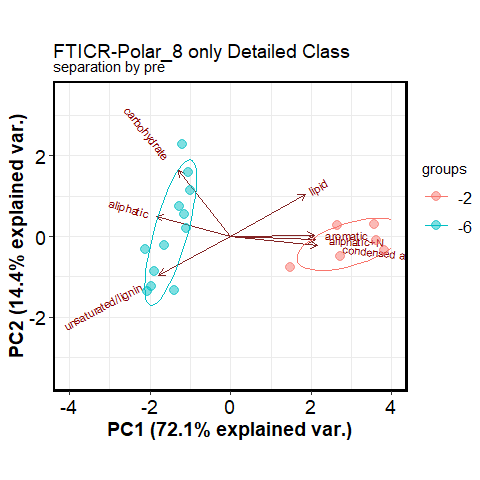 FTICR-Polar_8 only Detailed Class
separation by pre
carbohydrate
aliphatic
unsaturated/lignin
lipid
aromatic
aliphatic+N
condensed a
groups
-2
-6
2
0
-2
PC2 (14.4% explained var.)
-4
-2
0
2
4
PC1 (72.1% explained var.)